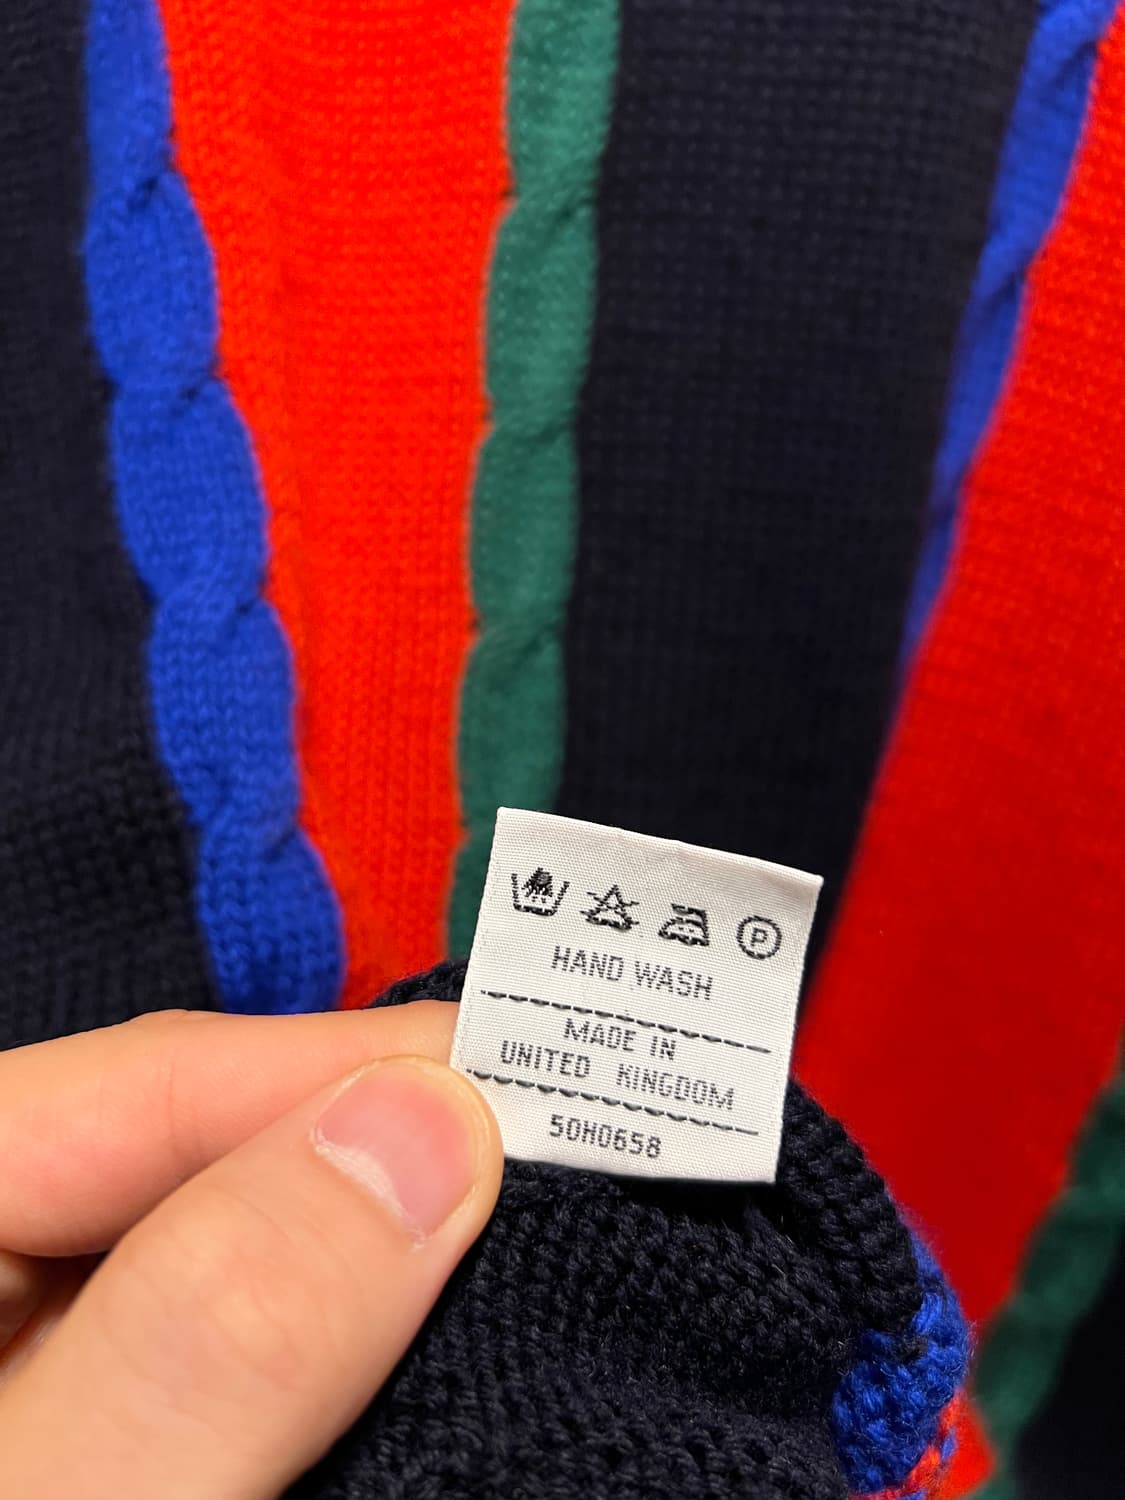 P
HAND WASH
MADE IN
UNITED KINGDOM
50H0658